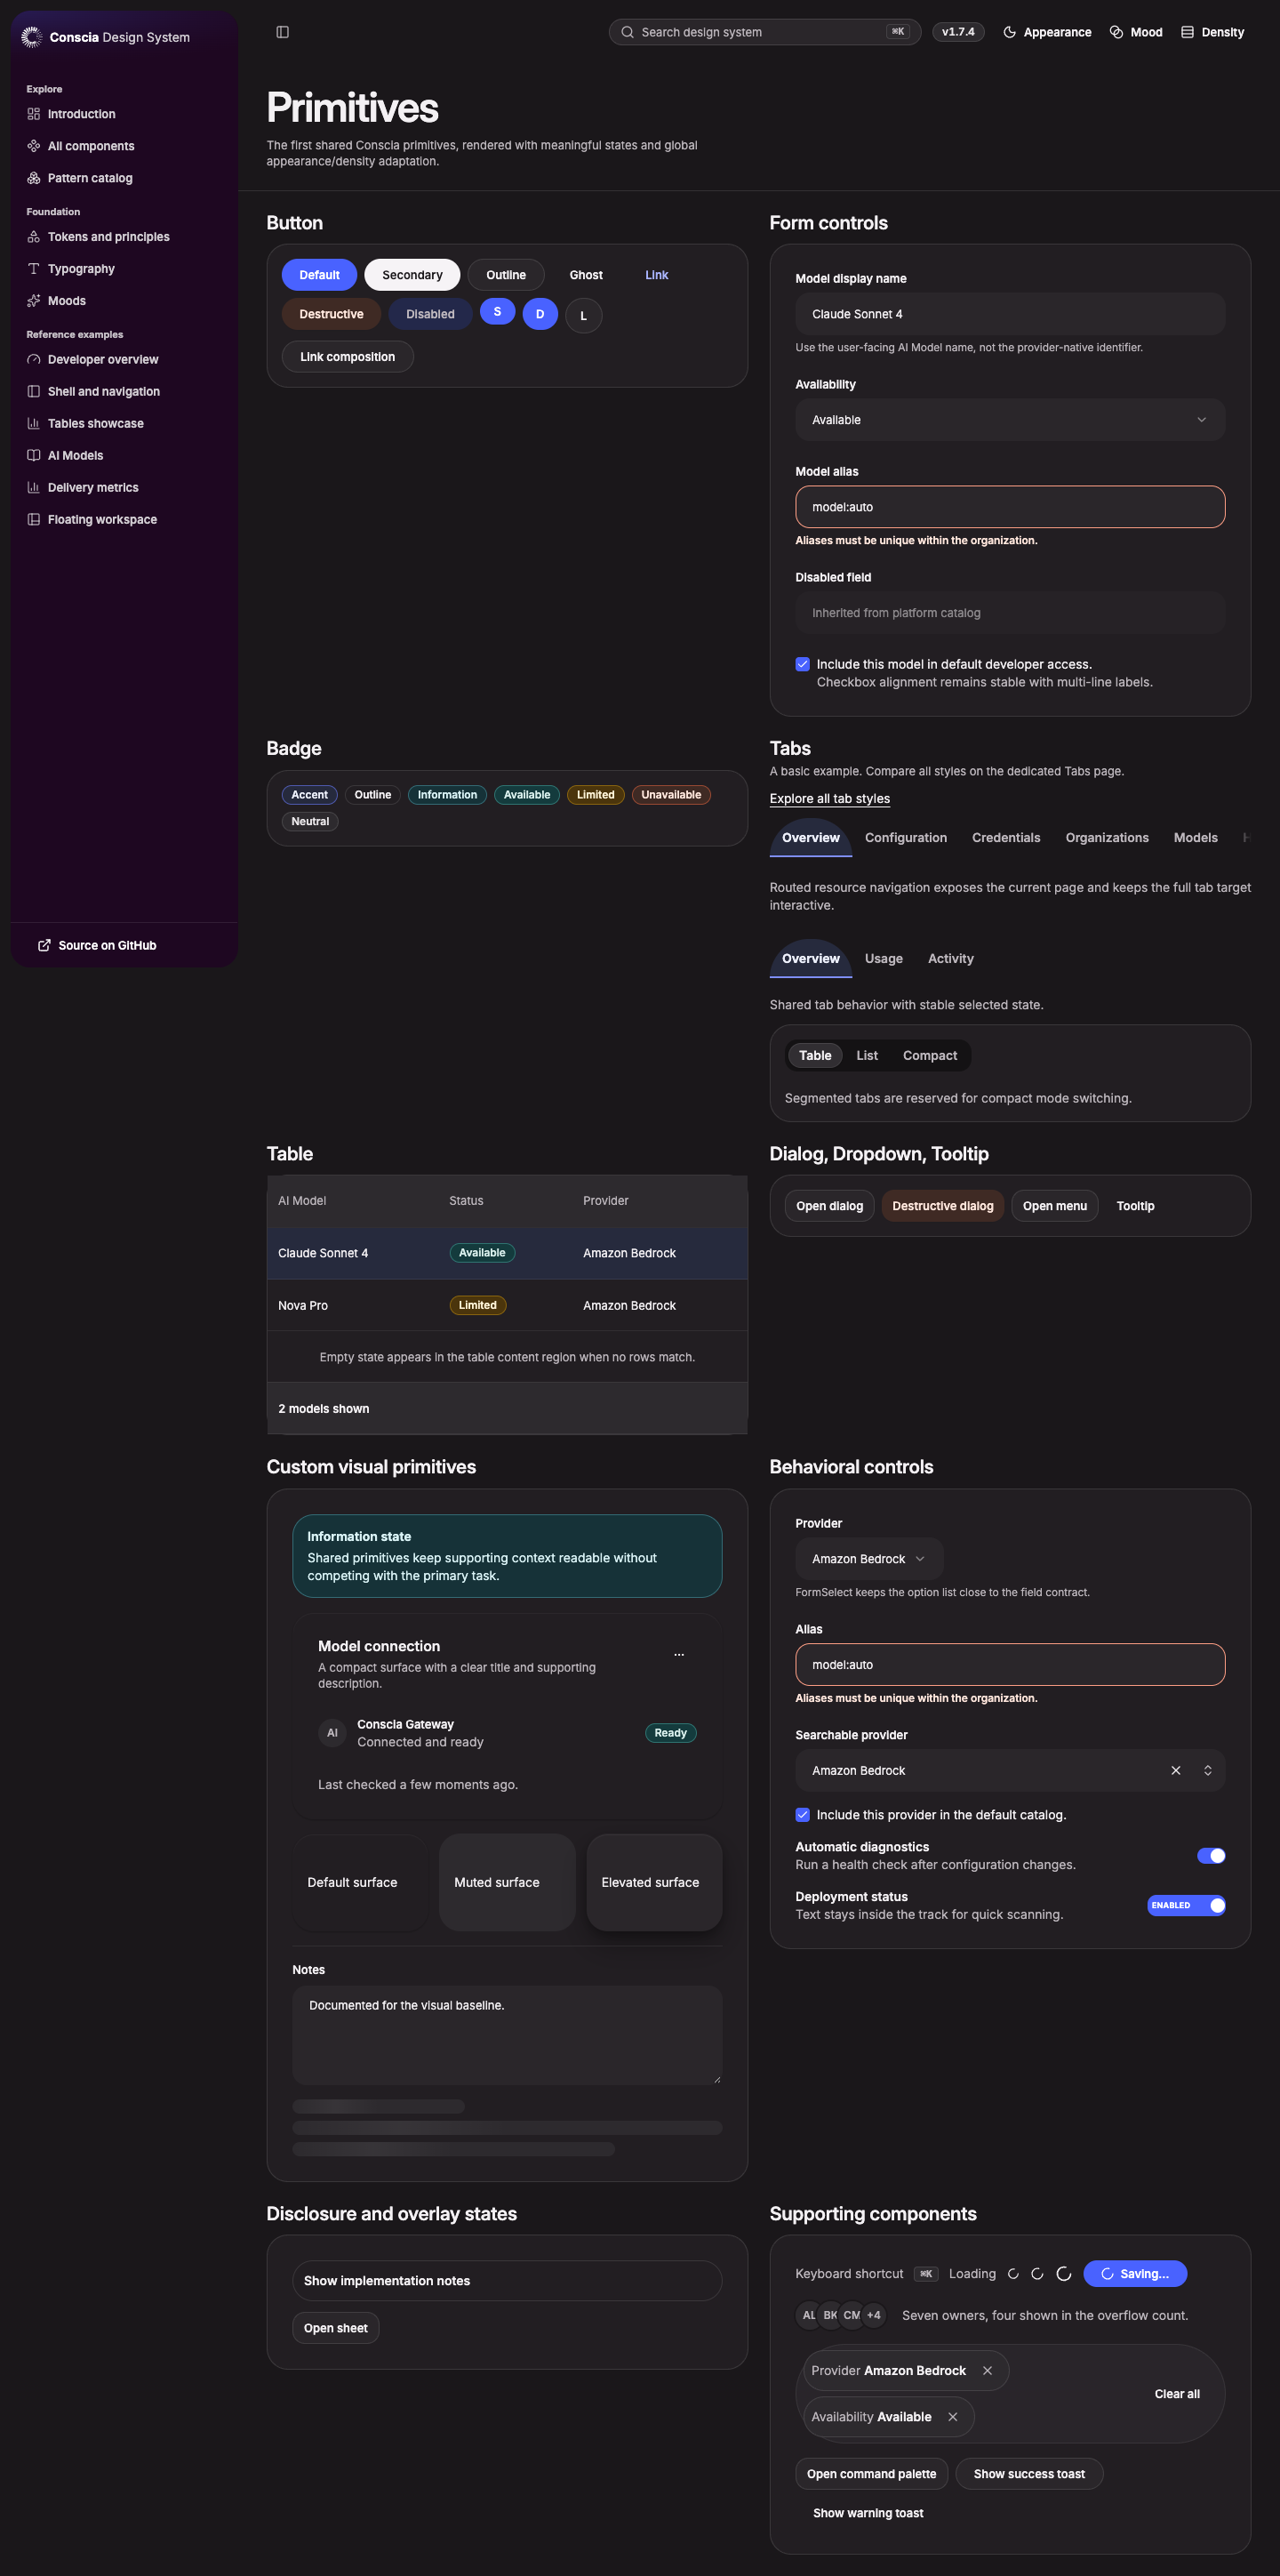 Conscia Design System
Search design system
⌘K
v1.7.4
Appearance
Mood
Density
Explore
Introduction
All components
Pattern catalog
Foundation
Tokens and principles
Typography
Moods
Reference examples
Developer overview
Shell and navigation
Tables showcase
AI Models
Delivery metrics
Floating workspace
Source on GitHub
Primitives
The first shared Conscia primitives, rendered with meaningful states and global
appearance/density adaptation.
Button
Default
Secondary
Outline
Ghost
Link
Destructive
Disabled
S
D
L
Link composition
Form controls
Model display name
Claude Sonnet 4
Use the user-facing AI Model name, not the provider-native identifier.
Availability
Available
Model alias
model:auto
Aliases must be unique within the organization.
Disabled field
Inherited from platform catalog
Include this model in default developer access.
Checkbox alignment remains stable with multi-line labels.
Badge
Accent
Outline
Information
Available
Limited
Unavailable
Neutral
Tabs
A basic example. Compare all styles on the dedicated Tabs page.
Explore all tab styles
Overview
Configuration
Credentials
Organizations
Models
Routed resource navigation exposes the current page and keeps the full tab target
interactive.
Overview
Usage
Activity
Shared tab behavior with stable selected state.
Table
List
Compact
Segmented tabs are reserved for compact mode switching.
Table
AI Model Status Provider
Claude Sonnet 4 Available Amazon Bedrock
Nova Pro Limited Amazon Bedrock
Empty state appears in the table content region when no rows match.
2 models shown
Dialog, Dropdown, Tooltip
Open dialog
Destructive dialog
Open menu
Tooltip
Custom visual primitives
Information state
Shared primitives keep supporting context readable without
competing with the primary task.
Model connection
...
A compact surface with a clear title and supporting
description.
AI
Conscia Gateway
Connected and ready
Ready
Last checked a few moments ago.
Default surface
Muted surface
Elevated surface
Notes
Documented for the visual baseline.
Behavioral controls
Provider
Amazon Bedrock
FormSelect keeps the option list close to the field contract.
Alias
model:auto
Aliases must be unique within the organization.
Searchable provider
Amazon Bedrock
Include this provider in the default catalog.
Automatic diagnostics
Run a health check after configuration changes.
Deployment status
Text stays inside the track for quick scanning.
ENABLED
Disclosure and overlay states
Show implementation notes
Open sheet
Supporting components
Keyboard shortcut
⌘K
Loading
Saving...
AL
BK
CM
+4
Seven owners, four shown in the overflow count.
Provider Amazon Bedrock
Availability Available
Clear all
Open command palette
Show success toast
Show warning toast